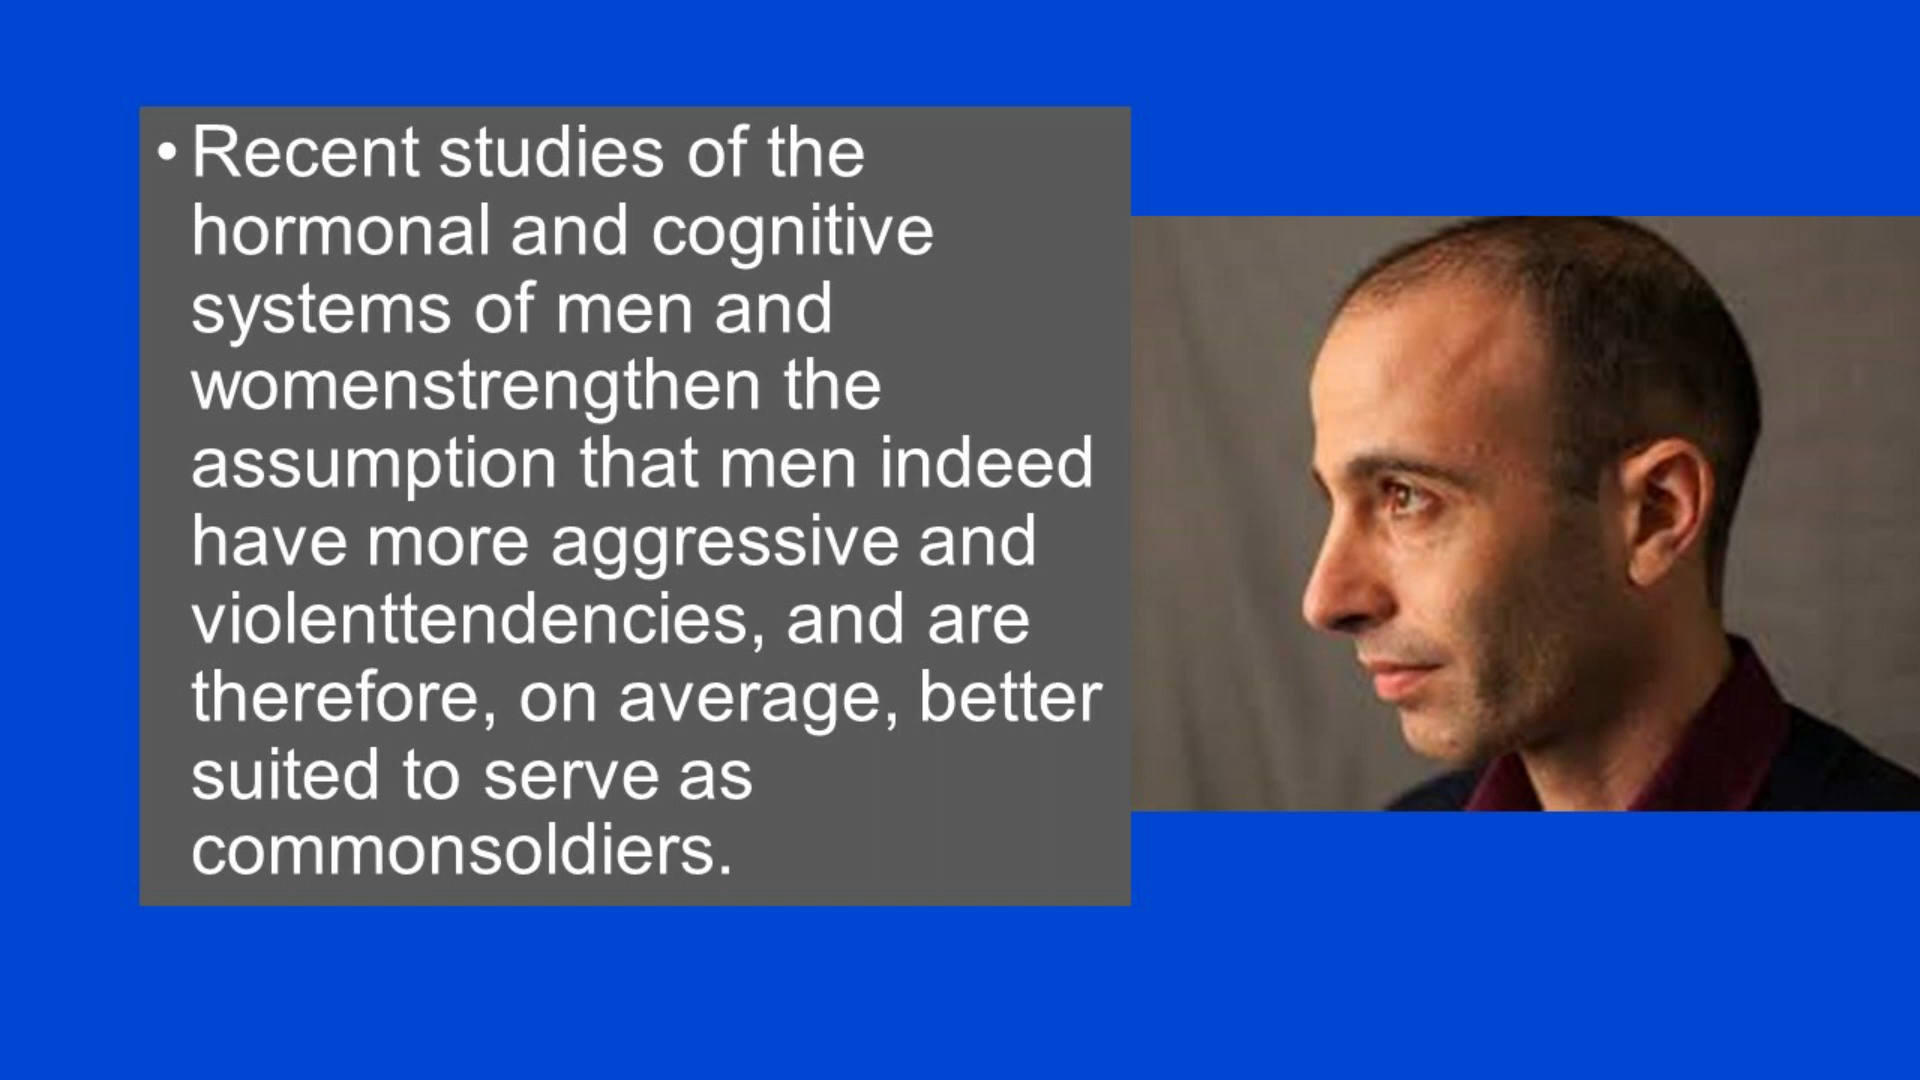 • Recent studies of the
hormonal and cognitive
systems of men and
womenstrengthen the
assumption that men indeed
have more aggressive and
violenttendencies, and are
therefore, on average, better
suited to serve as
commonsoldiers.